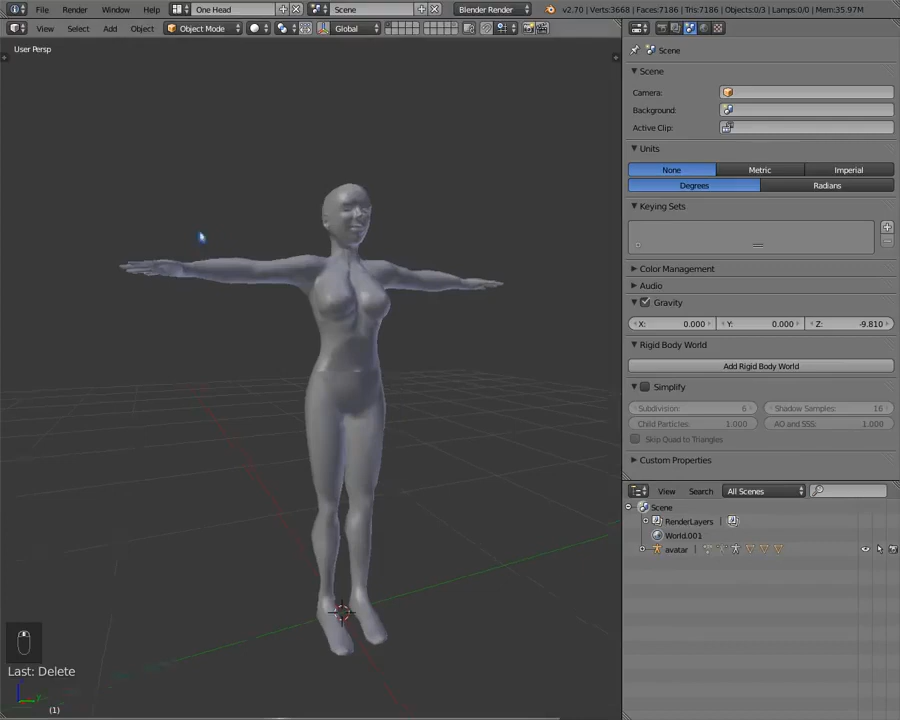 File Render Window Help One Head Scene Blender Render v2.70 | Verts:3668 | Faces:7186 | Tris:7186 | Objects:0/3 | Lamps:0/0 | Mem:35.97M
View Select Add Object Object Mode Global
User Persp
Scene
Scene
Camera:
Background:
Active Clip:
Units
None Metric Imperial
Degrees Radians
Keying Sets
Color Management
Audio
Gravity
X: 0.000 Y: 0.000 Z: -9.810
Rigid Body World
Add Rigid Body World
Simplify
Subdivision: 6 Shadow Samples: 16
Child Particles: 1.000 AO and SSS: 1.000
Skip Quad to Triangles
Custom Properties
View Search All Scenes
Scene
RenderLayers
World.001
avatar
Last: Delete
(1)